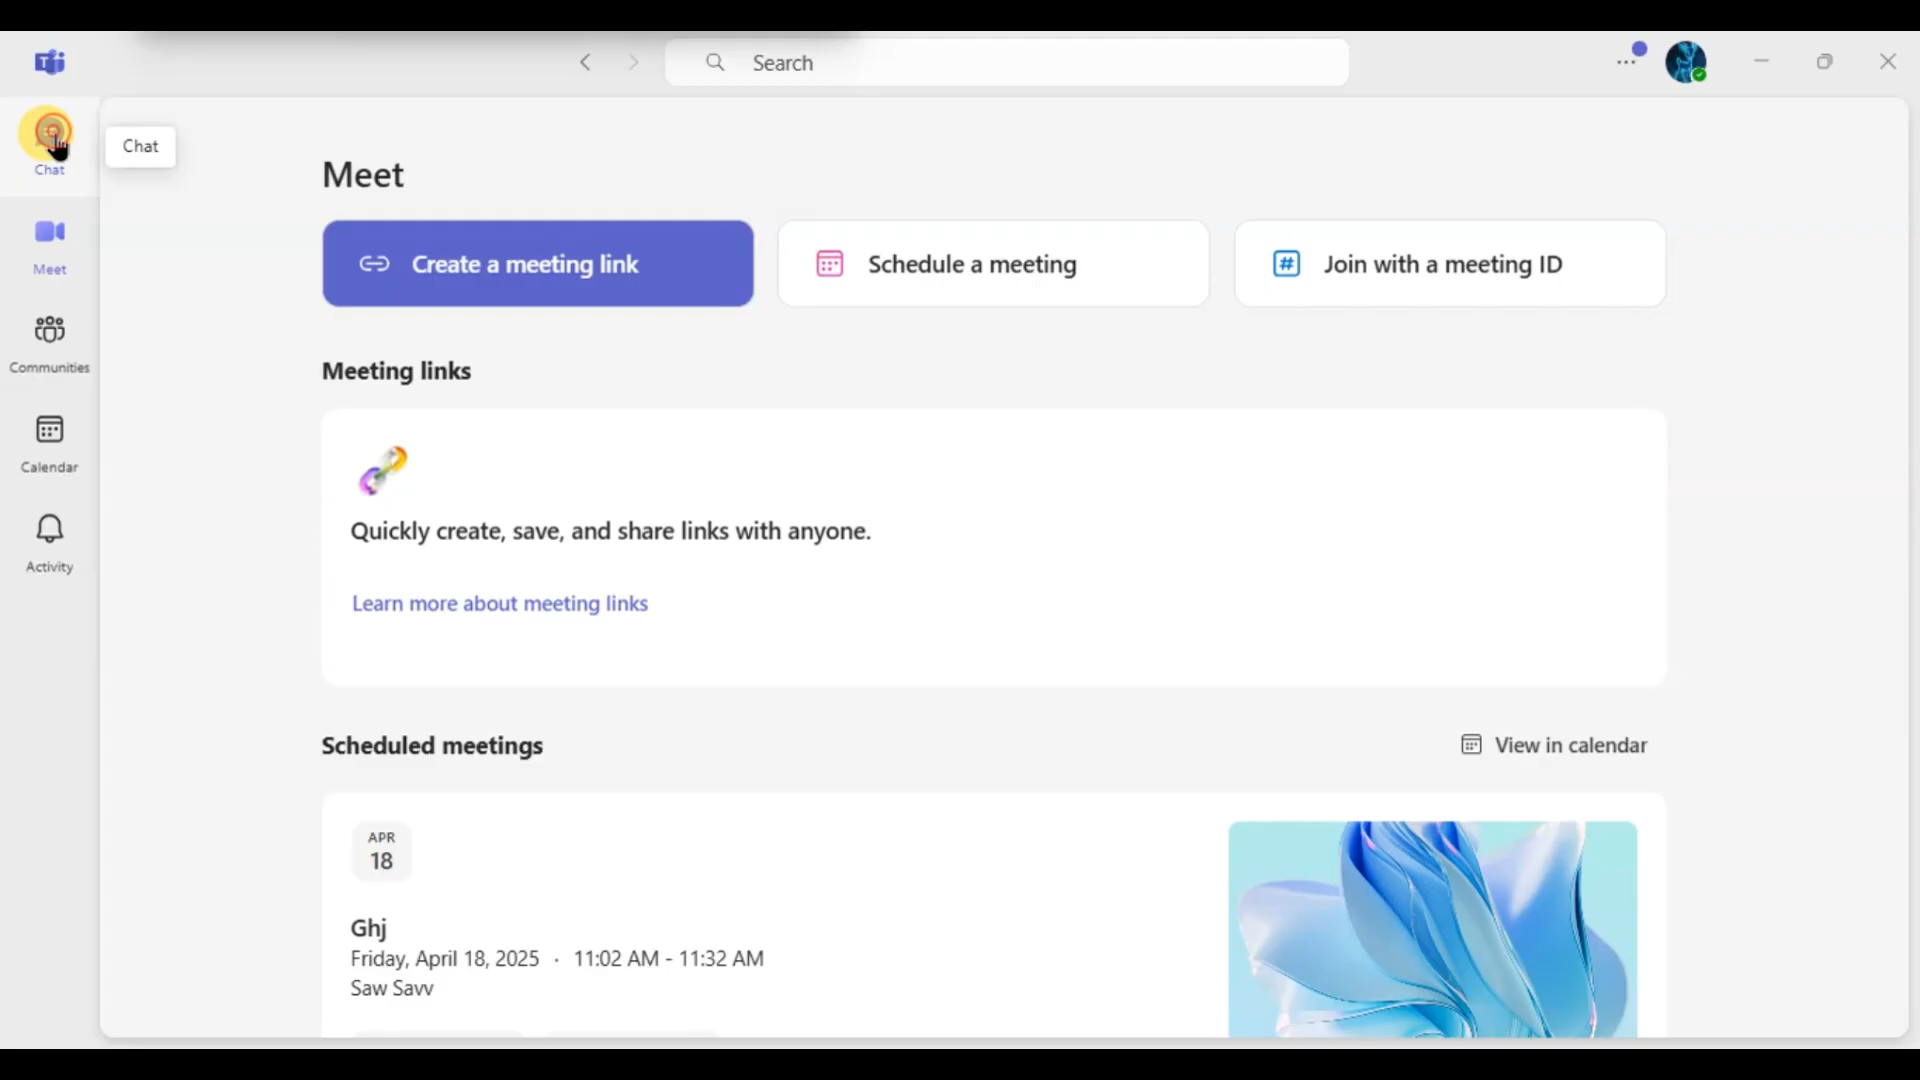 Search
Chat
Chat
Meet
Communities
Calendar
Activity
Meet
Create a meeting link
Schedule a meeting
Join with a meeting ID
Meeting links
Quickly create, save, and share links with anyone.
Learn more about meeting links
Scheduled meetings
View in calendar
APR
18
Ghj
Friday, April 18, 2025 · 11:02 AM - 11:32 AM
Saw Savv